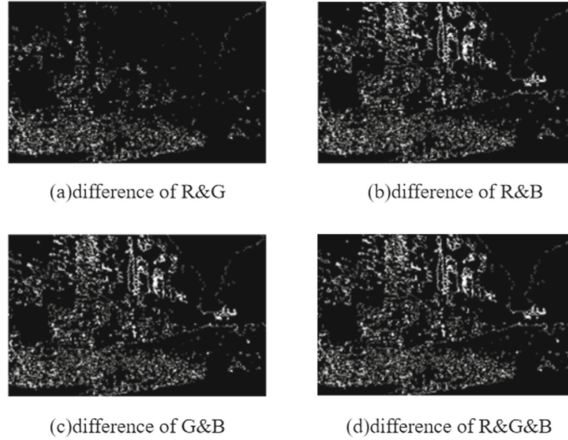 (a)difference of R&G
(b)difference of R&B
(c)difference of G&B
(d)difference of R&G&B